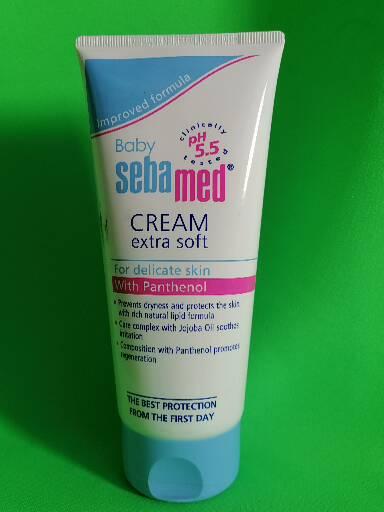 Improved formula
clinically
pH
5.5
tested
Baby
sebamed®
CREAM
extra soft
For delicate skin
With Panthenol
• Prevents dryness and protects the skin
with rich natural lipid formula
• Care complex with Jojoba Oil soothes
irritation
• Composition with Panthenol promotes
regeneration
THE BEST PROTECTION
FROM THE FIRST DAY